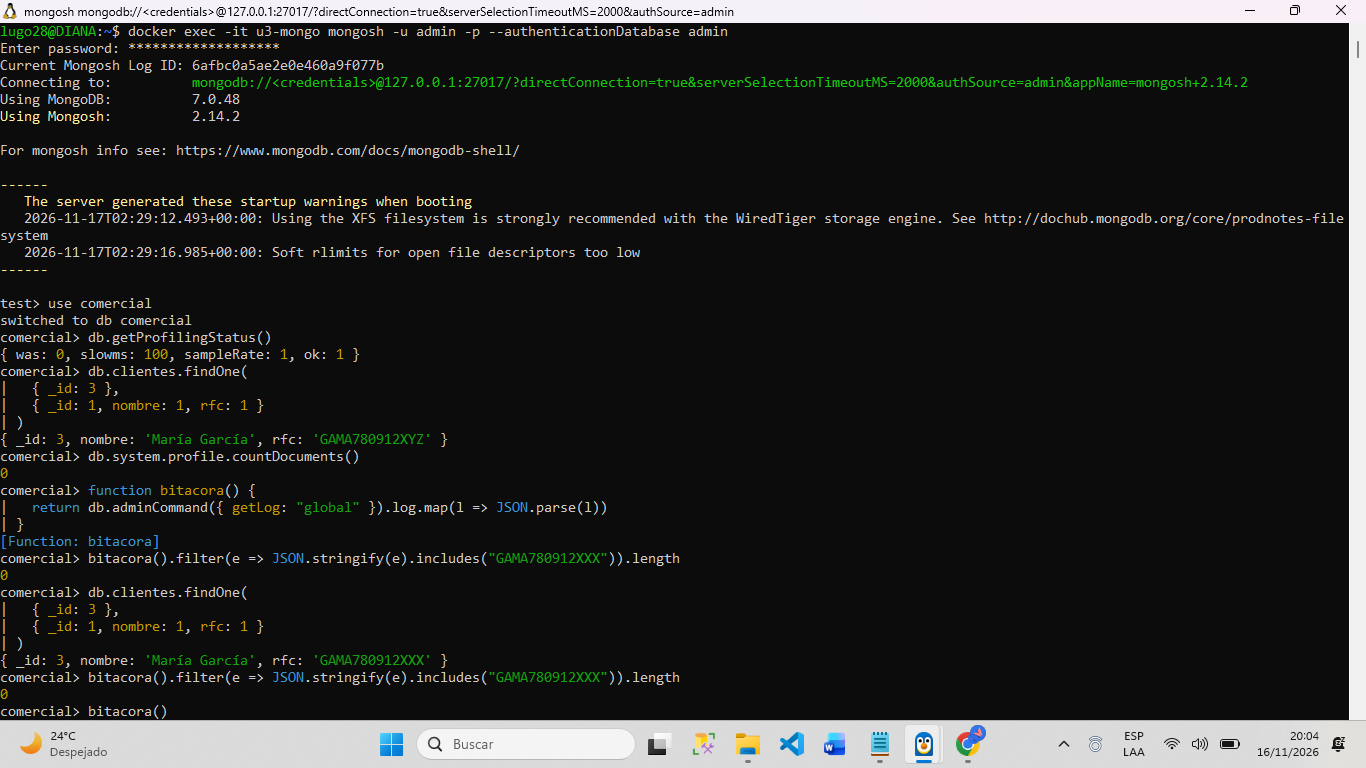 mongosh mongodb://<credentials>@127.0.0.1:27017/?directConnection=true&serverSelectionTimeoutMS=2000&authSource=admin
lugo28@DIANA:~$ docker exec -it u3-mongo mongosh -u admin -p --authenticationDatabase admin
Enter password: *******************
Current Mongosh Log ID: 6afbc0a5ae2e0e460a9f077b
Connecting to:          mongodb://<credentials>@127.0.0.1:27017/?directConnection=true&serverSelectionTimeoutMS=2000&authSource=admin&appName=mongosh+2.14.2
Using MongoDB:          7.0.48
Using Mongosh:          2.14.2
For mongosh info see: https://www.mongodb.com/docs/mongodb-shell/
------
   The server generated these startup warnings when booting
   2026-11-17T02:29:12.493+00:00: Using the XFS filesystem is strongly recommended with the WiredTiger storage engine. See http://dochub.mongodb.org/core/prodnotes-file
system
   2026-11-17T02:29:16.985+00:00: Soft rlimits for open file descriptors too low
------
test> use comercial
switched to db comercial
comercial> db.getProfilingStatus()
{ was: 0, slowms: 100, sampleRate: 1, ok: 1 }
comercial> db.clientes.findOne(
|   { _id: 3 },
|   { _id: 1, nombre: 1, rfc: 1 }
| )
{ _id: 3, nombre: 'María García', rfc: 'GAMA780912XYZ' }
comercial> db.system.profile.countDocuments()
0
comercial> function bitacora() {
|   return db.adminCommand({ getLog: "global" }).log.map(l => JSON.parse(l))
| }
[Function: bitacora]
comercial> bitacora().filter(e => JSON.stringify(e).includes("GAMA780912XXX")).length
0
comercial> db.clientes.findOne(
|   { _id: 3 },
|   { _id: 1, nombre: 1, rfc: 1 }
| )
{ _id: 3, nombre: 'María García', rfc: 'GAMA780912XXX' }
comercial> bitacora().filter(e => JSON.stringify(e).includes("GAMA780912XXX")).length
0
comercial> bitacora()
24°C
Despejado
Buscar
ESP
LAA
20:04
16/11/2026